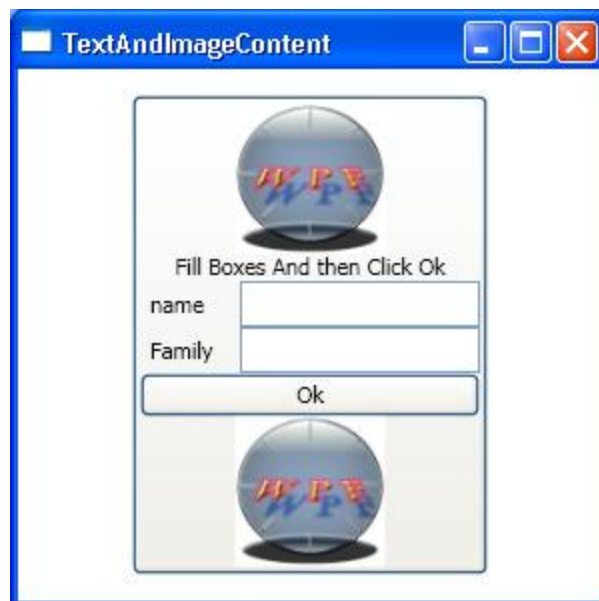 TextAndImageContent
WPF
Fill Boxes And then Click Ok
name
Family
Ok
WPF